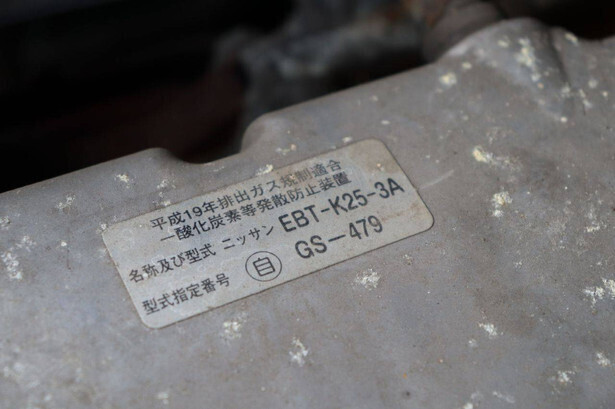 平成19年排出ガス規制適合
一酸化炭素等発散防止装置
名称及び型式 ニッサン EBT-K25-3A
型式指定番号 自 GS-479